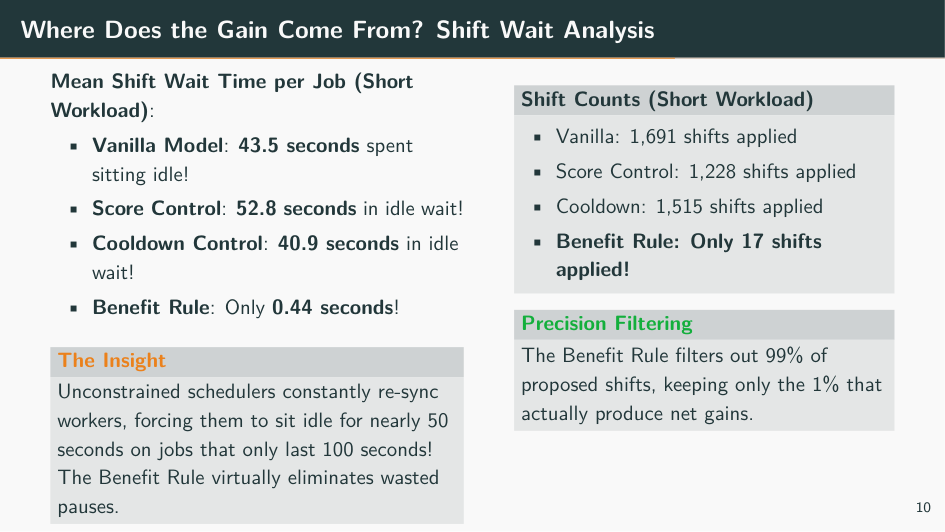 Where Does the Gain Come From? Shift Wait Analysis
Mean Shift Wait Time per Job (Short
Workload):
▪ Vanilla Model: 43.5 seconds spent
sitting idle!
▪ Score Control: 52.8 seconds in idle wait!
▪ Cooldown Control: 40.9 seconds in idle
wait!
▪ Benefit Rule: Only 0.44 seconds!
The Insight
Unconstrained schedulers constantly re-sync
workers, forcing them to sit idle for nearly 50
seconds on jobs that only last 100 seconds!
The Benefit Rule virtually eliminates wasted
pauses.
Shift Counts (Short Workload)
▪ Vanilla: 1,691 shifts applied
▪ Score Control: 1,228 shifts applied
▪ Cooldown: 1,515 shifts applied
▪ Benefit Rule: Only 17 shifts
applied!
Precision Filtering
The Benefit Rule filters out 99% of
proposed shifts, keeping only the 1% that
actually produce net gains.
10